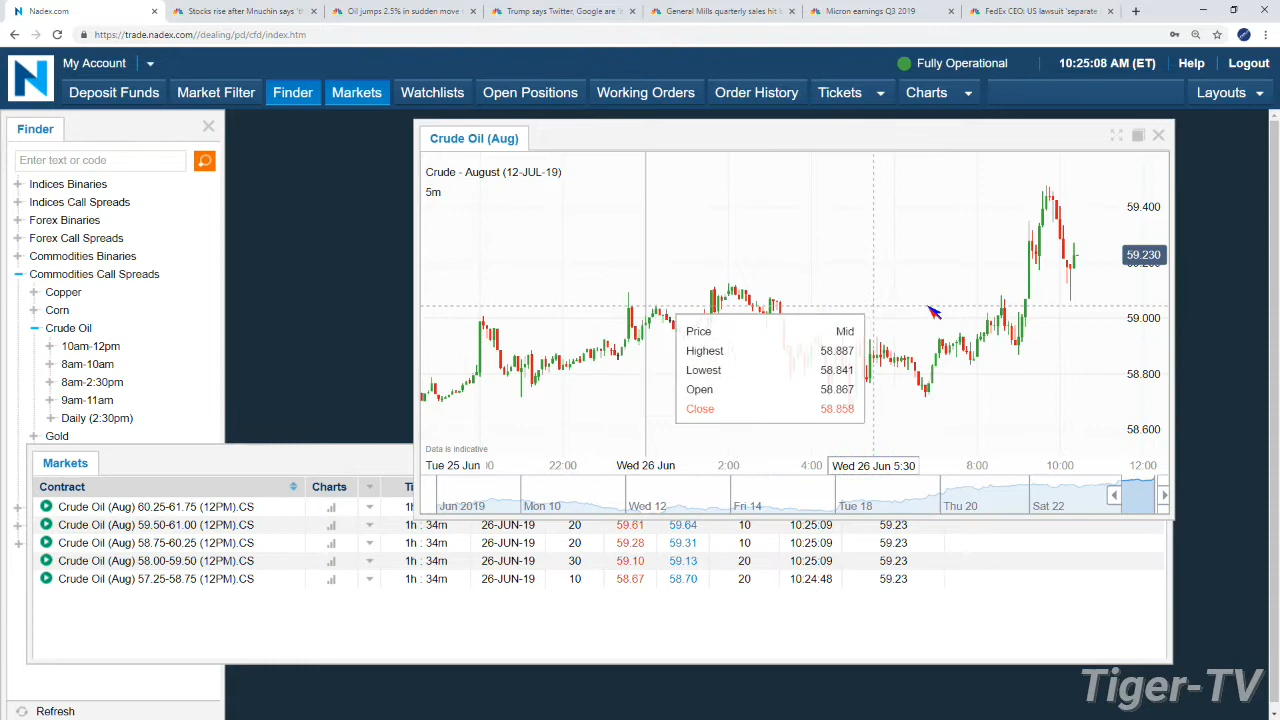 Nadex.com
Stocks rise after Mnuchin says 't
Oil jumps 2.5% in sudden move
Trump says Twitter, Google are 'i
General Mills quarterly sales hit b
Micron earnings Q3 2019
FedEx CEO: US lawsuit 'separate a
https://trade.nadex.com//dealing/pd/cfd/index.htm
N My Account
Fully Operational 10:25:08 AM (ET) Help Logout
Deposit Funds Market Filter Finder Markets Watchlists Open Positions Working Orders Order History Tickets Charts Layouts
Finder
Enter text or code
Indices Binaries
Indices Call Spreads
Forex Binaries
Forex Call Spreads
Commodities Binaries
Commodities Call Spreads
Copper
Corn
Crude Oil
10am-12pm
8am-10am
8am-2:30pm
9am-11am
Daily (2:30pm)
Gold
Refresh
Crude Oil (Aug)
Crude - August (12-JUL-19)
5m
59.400
59.230
59.000
58.800
58.600
Price Mid
Highest 58.887
Lowest 58.841
Open 58.867
Close 58.858
Data is indicative
Tue 25 Jun 22:00 Wed 26 Jun 2:00 4:00 Wed 26 Jun 5:30 8:00 10:00 12:00
Jun 2019 Mon 10 Wed 12 Fri 14 Tue 18 Thu 20 Sat 22
Markets
Contract Charts Ti
Crude Oil (Aug) 60.25-61.75 (12PM).CS
Crude Oil (Aug) 59.50-61.00 (12PM).CS 1h : 34m 26-JUN-19 20 59.61 59.64 10 10:25:09 59.23
Crude Oil (Aug) 58.75-60.25 (12PM).CS 1h : 34m 26-JUN-19 20 59.28 59.31 10 10:25:09 59.23
Crude Oil (Aug) 58.00-59.50 (12PM).CS 1h : 34m 26-JUN-19 30 59.10 59.13 20 10:25:09 59.23
Crude Oil (Aug) 57.25-58.75 (12PM).CS 1h : 34m 26-JUN-19 10 58.67 58.70 20 10:24:48 59.23
Tiger-TV